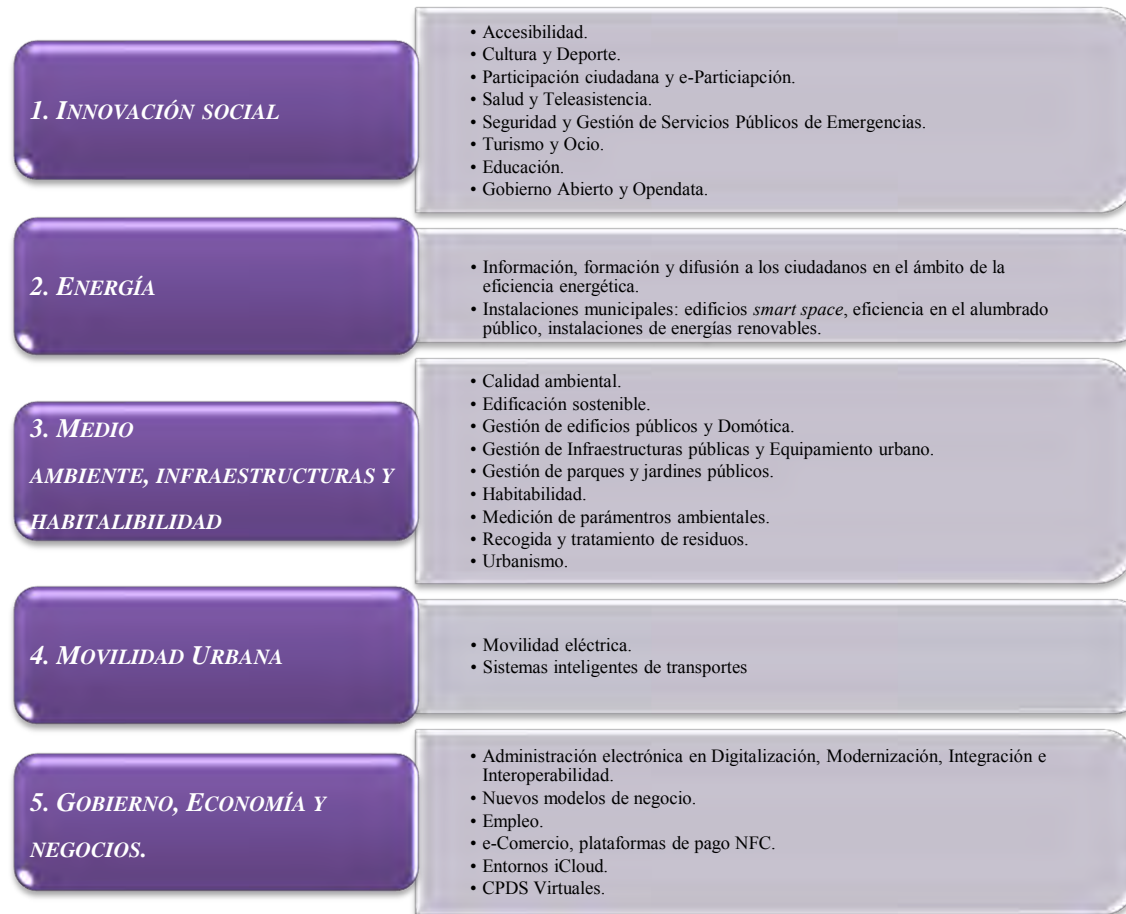 1. INNOVACIÓN SOCIAL
• Accesibilidad.
• Cultura y Deporte.
• Participación ciudadana y e-Particiapción.
• Salud y Teleasistencia.
• Seguridad y Gestión de Servicios Públicos de Emergencias.
• Turismo y Ocio.
• Educación.
• Gobierno Abierto y Opendata.
2. ENERGÍA
• Información, formación y difusión a los ciudadanos en el ámbito de la
eficiencia energética.
• Instalaciones municipales: edificios smart space, eficiencia en el alumbrado
público, instalaciones de energías renovables.
3. MEDIO
AMBIENTE, INFRAESTRUCTURAS Y
HABITALIBILIDAD
• Calidad ambiental.
• Edificación sostenible.
• Gestión de edificios públicos y Domótica.
• Gestión de Infraestructuras públicas y Equipamiento urbano.
• Gestión de parques y jardines públicos.
• Habitabilidad.
• Medición de parámentros ambientales.
• Recogida y tratamiento de residuos.
• Urbanismo.
4. MOVILIDAD URBANA
• Movilidad eléctrica.
• Sistemas inteligentes de transportes
5. GOBIERNO, ECONOMÍA Y
NEGOCIOS.
• Administración electrónica en Digitalización, Modernización, Integración e
Interoperabilidad.
• Nuevos modelos de negocio.
• Empleo.
• e-Comercio, plataformas de pago NFC.
• Entornos iCloud.
• CPDS Virtuales.